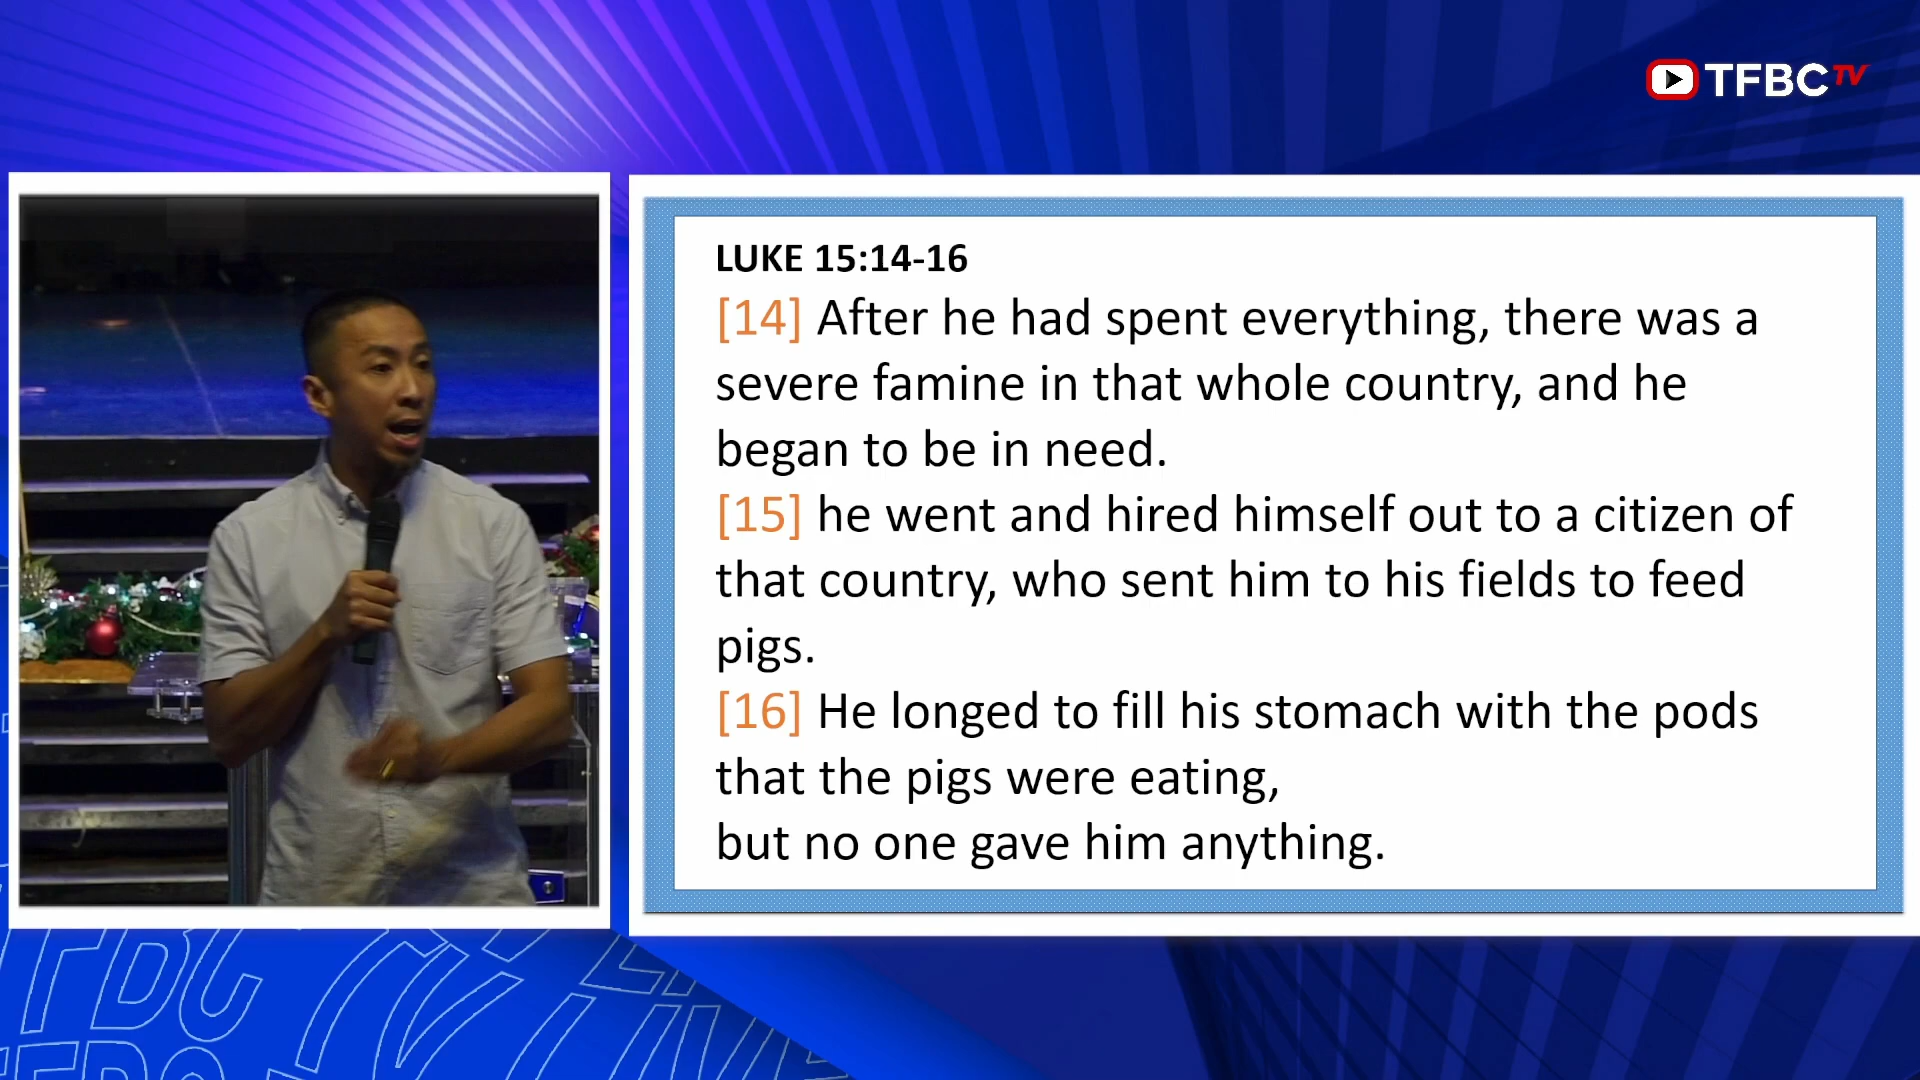 TFBC TV
LUKE 15:14-16
[14] After he had spent everything, there was a
severe famine in that whole country, and he
began to be in need.
[15] he went and hired himself out to a citizen of
that country, who sent him to his fields to feed
pigs.
[16] He longed to fill his stomach with the pods
that the pigs were eating,
but no one gave him anything.
TFBC TV LIVE